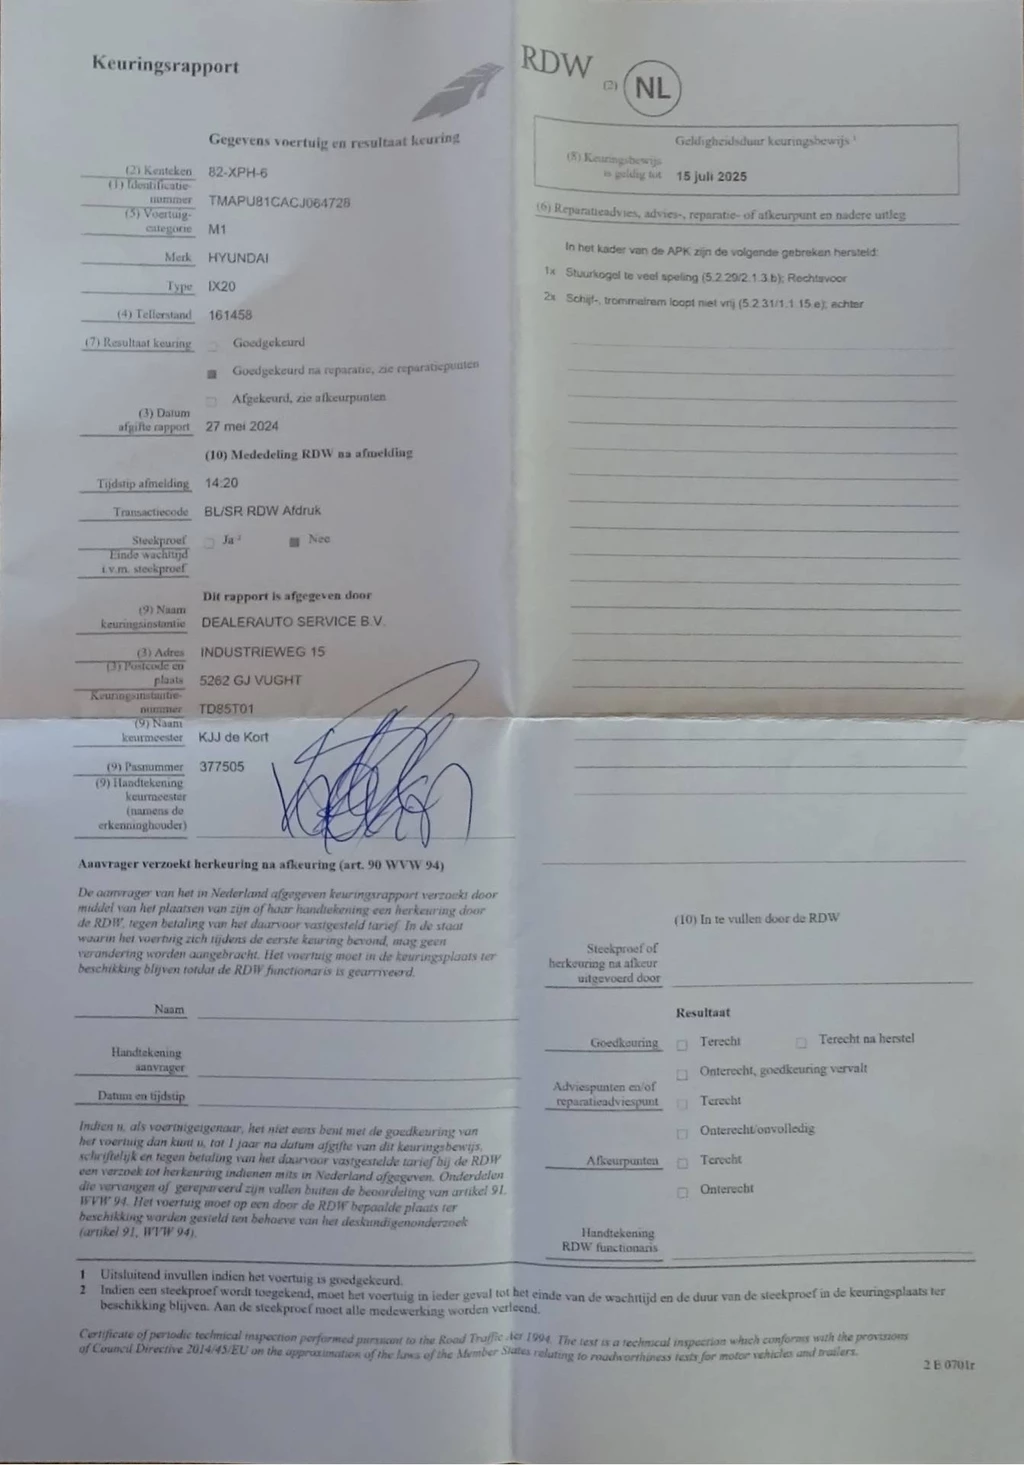 Keuringsrapport
RDW
(2) NL
Gegevens voertuig en resultaat keuring
(2) Kenteken 82-XPH-6
(1) Identificatie-
nummer TMAPU81CACJ064728
(5) Voertuig-
categorie M1
Merk HYUNDAI
Type IX20
(4) Tellerstand 161458
(7) Resultaat keuring Goedgekeurd
Goedgekeurd na reparatie, zie reparatiepunten
Afgekeurd, zie afkeurpunten
(3) Datum
afgifte rapport 27 mei 2024
(10) Mededeling RDW na afmelding
Tijdstip afmelding 14:20
Transactiecode BL/SR RDW Afdruk
Steekproef Ja 2 Nee
Einde wachttijd
i.v.m. steekproef
Dit rapport is afgegeven door
(9) Naam
keuringsinstantie DEALERAUTO SERVICE B.V.
(3) Adres INDUSTRIEWEG 15
(3) Postcode en
plaats 5262 GJ VUGHT
Keuringsinstantie-
nummer TD85T01
(9) Naam
keurmeester KJJ de Kort
(9) Pasnummer 377505
(9) Handtekening
keurmeester
(namens de
erkenninghouder)
Aanvrager verzoekt herkeuring na afkeuring (art. 90 WVW 94)
De aanvrager van het in Nederland afgegeven keuringsrapport verzoekt door
middel van het plaatsen van zijn of haar handtekening een herkeuring door
de RDW, tegen betaling van het daarvoor vastgesteld tarief. In de staat
waarin het voertuig zich tijdens de eerste keuring bevond, mag geen
verandering worden aangebracht. Het voertuig moet in de keuringsplaats ter
beschikking blijven totdat de RDW functionaris is gearriveerd.
Naam
Handtekening
aanvrager
Datum en tijdstip
Indien u, als voertuigeigenaar, het niet eens bent met de goedkeuring van
het voertuig dan kunt u, tot 1 jaar na datum afgifte van dit keuringsbewijs,
schriftelijk en tegen betaling van het daarvoor vastgestelde tarief bij de RDW
een verzoek tot herkeuring indienen mits in Nederland afgegeven. Onderdelen
die vervangen of gerepareerd zijn vallen buiten de beoordeling van artikel 91,
WVW 94. Het voertuig moet op een door de RDW bepaalde plaats ter
beschikking worden gesteld ten behoeve van het deskundigenonderzoek
(artikel 91, WVW 94).
Geldigheidsduur keuringsbewijs 1
(8) Keuringsbewijs
is geldig tot 15 juli 2025
(6) Reparatieadvies, advies-, reparatie- of afkeurpunt en nadere uitleg
In het kader van de APK zijn de volgende gebreken hersteld:
1x Stuurkogel te veel speling (5.2.29/2.1.3.b); Rechtsvoor
2x Schijf-, trommelrem loopt niet vrij (5.2.31/1.1.15.e); achter
(10) In te vullen door de RDW
Steekproef of
herkeuring na afkeur
uitgevoerd door
Resultaat
Goedkeuring Terecht Terecht na herstel
Onterecht, goedkeuring vervalt
Adviespunten en/of
reparatieadviespunt Terecht
Onterecht/onvolledig
Afkeurpunten Terecht
Onterecht
Handtekening
RDW functionaris
1 Uitsluitend invullen indien het voertuig is goedgekeurd.
2 Indien een steekproef wordt toegekend, moet het voertuig in ieder geval tot het einde van de wachttijd en de duur van de steekproef in de keuringsplaats ter
beschikking blijven. Aan de steekproef moet alle medewerking worden verleend.
Certificate of periodic technical inspection performed pursuant to the Road Traffic Act 1994. The test is a technical inspection which conforms with the provisions
of Council Directive 2014/45/EU on the approximation of the laws of the Member States relating to roadworthiness tests for motor vehicles and trailers.
2 E 0701r